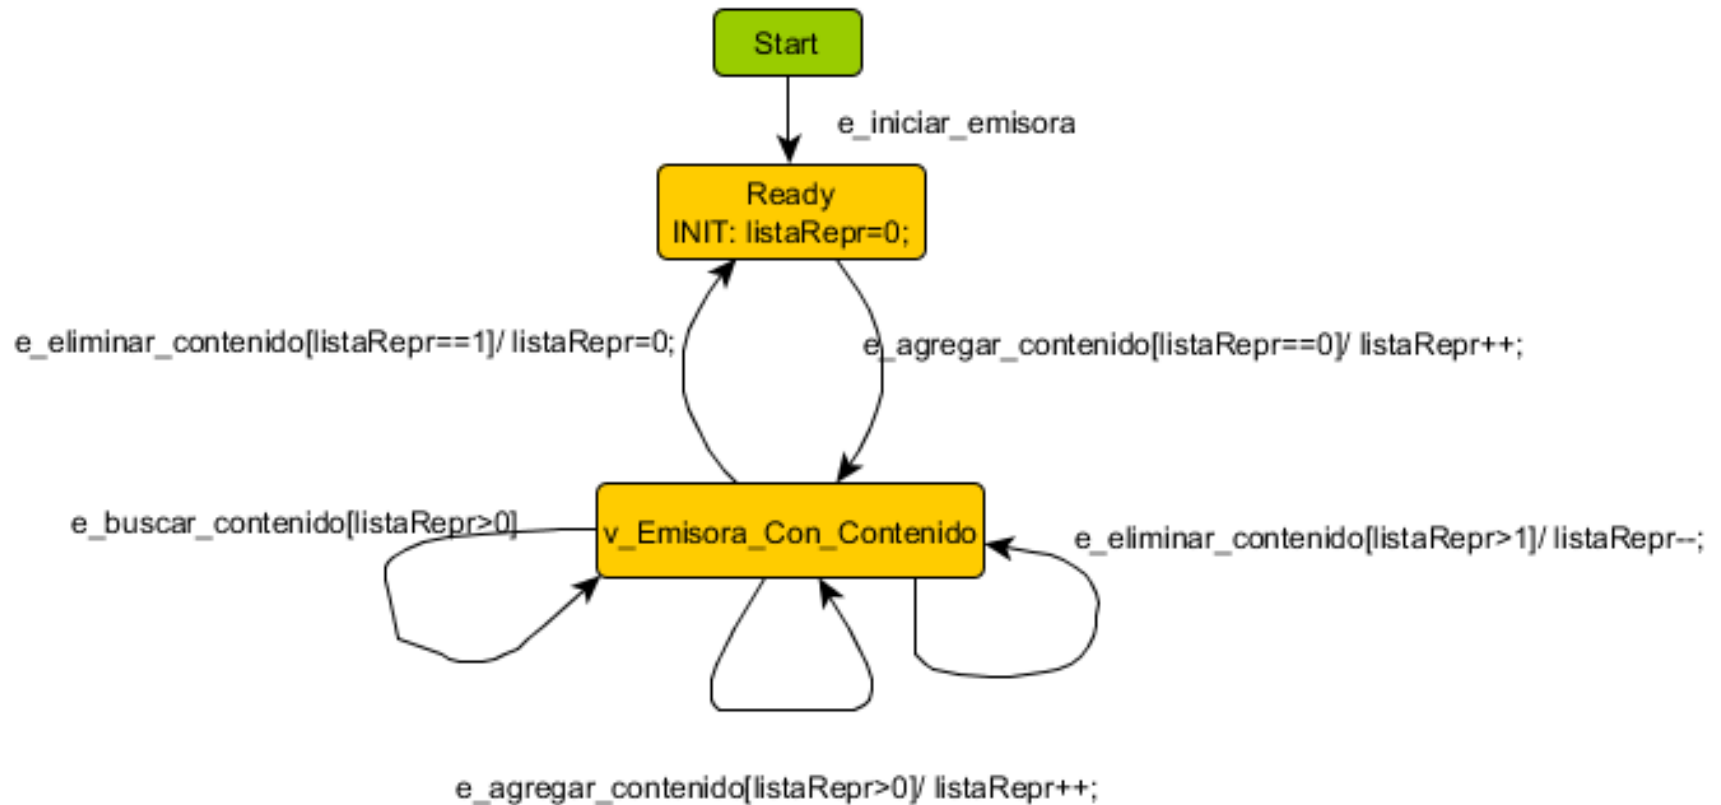 Start
e_iniciar_emisora
Ready
INIT: listaRepr=0;
e_eliminar_contenido[listaRepr==1]/ listaRepr=0;
e_agregar_contenido[listaRepr==0]/ listaRepr++;
e_buscar_contenido[listaRepr>0]
v_Emisora_Con_Contenido
e_eliminar_contenido[listaRepr>1]/ listaRepr--;
e_agregar_contenido[listaRepr>0]/ listaRepr++;